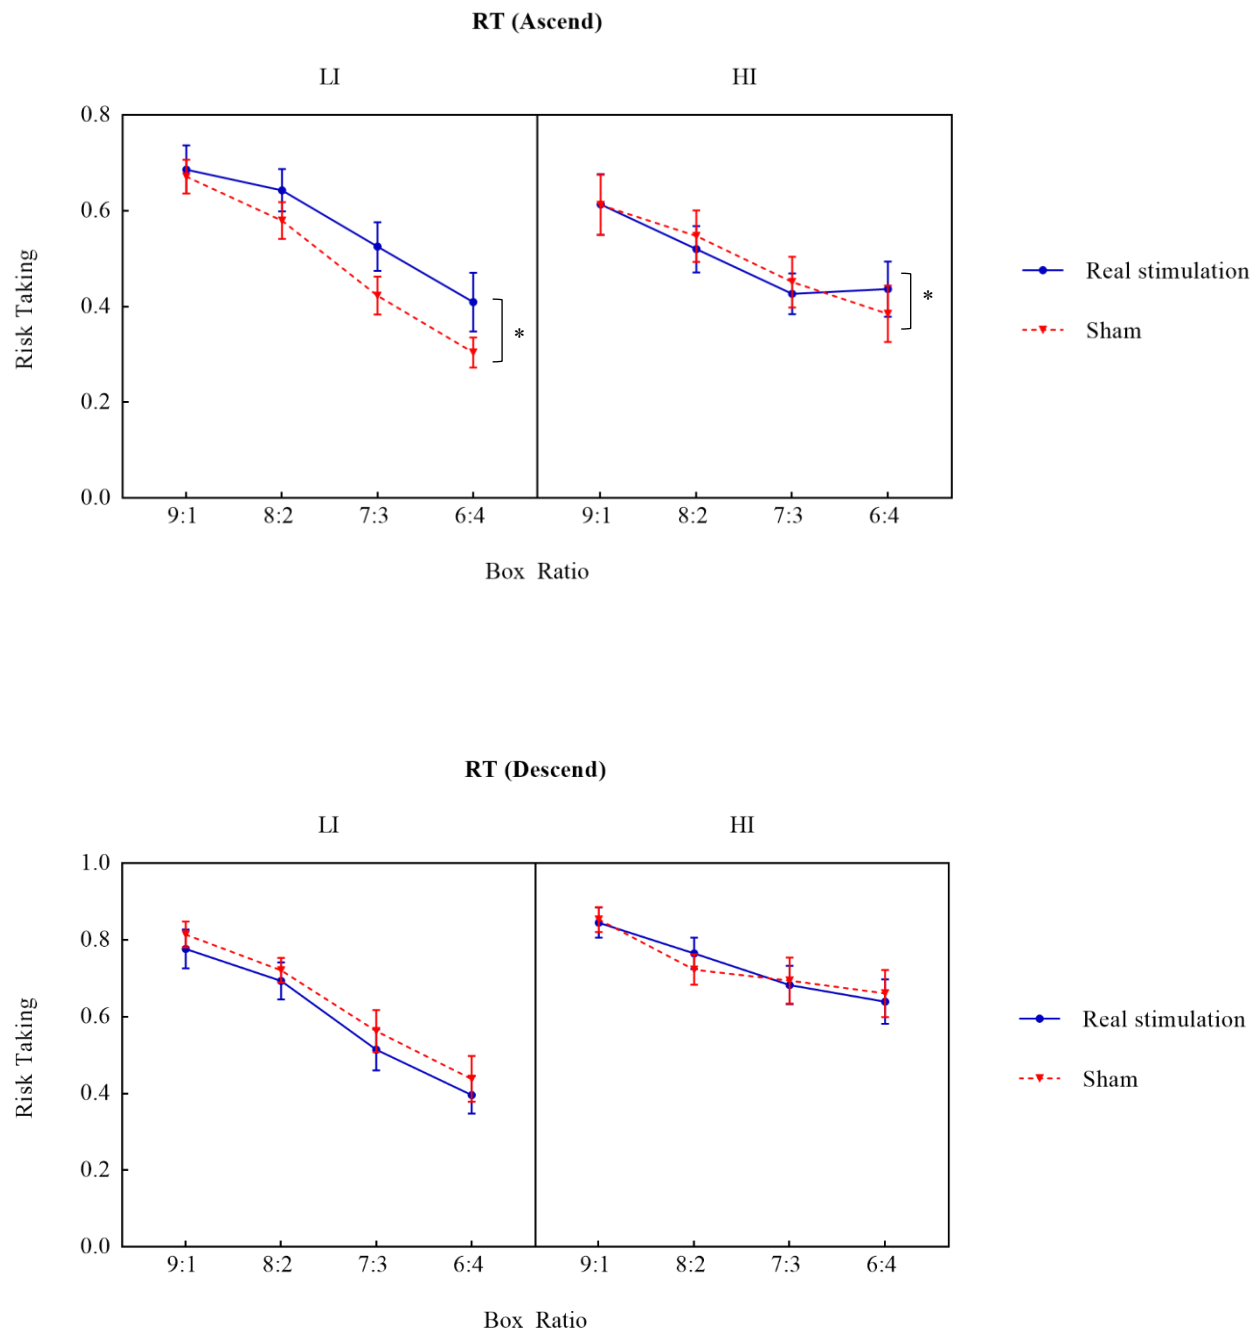 RT (Ascend)
LI HI
0.8
0.6
0.4
0.2
0.0
Risk Taking
* *
9:1 8:2 7:3 6:4 9:1 8:2 7:3 6:4
Box Ratio
Real stimulation
Sham
RT (Descend)
LI HI
1.0
0.8
0.6
0.4
0.2
0.0
Risk Taking
9:1 8:2 7:3 6:4 9:1 8:2 7:3 6:4
Box Ratio
Real stimulation
Sham